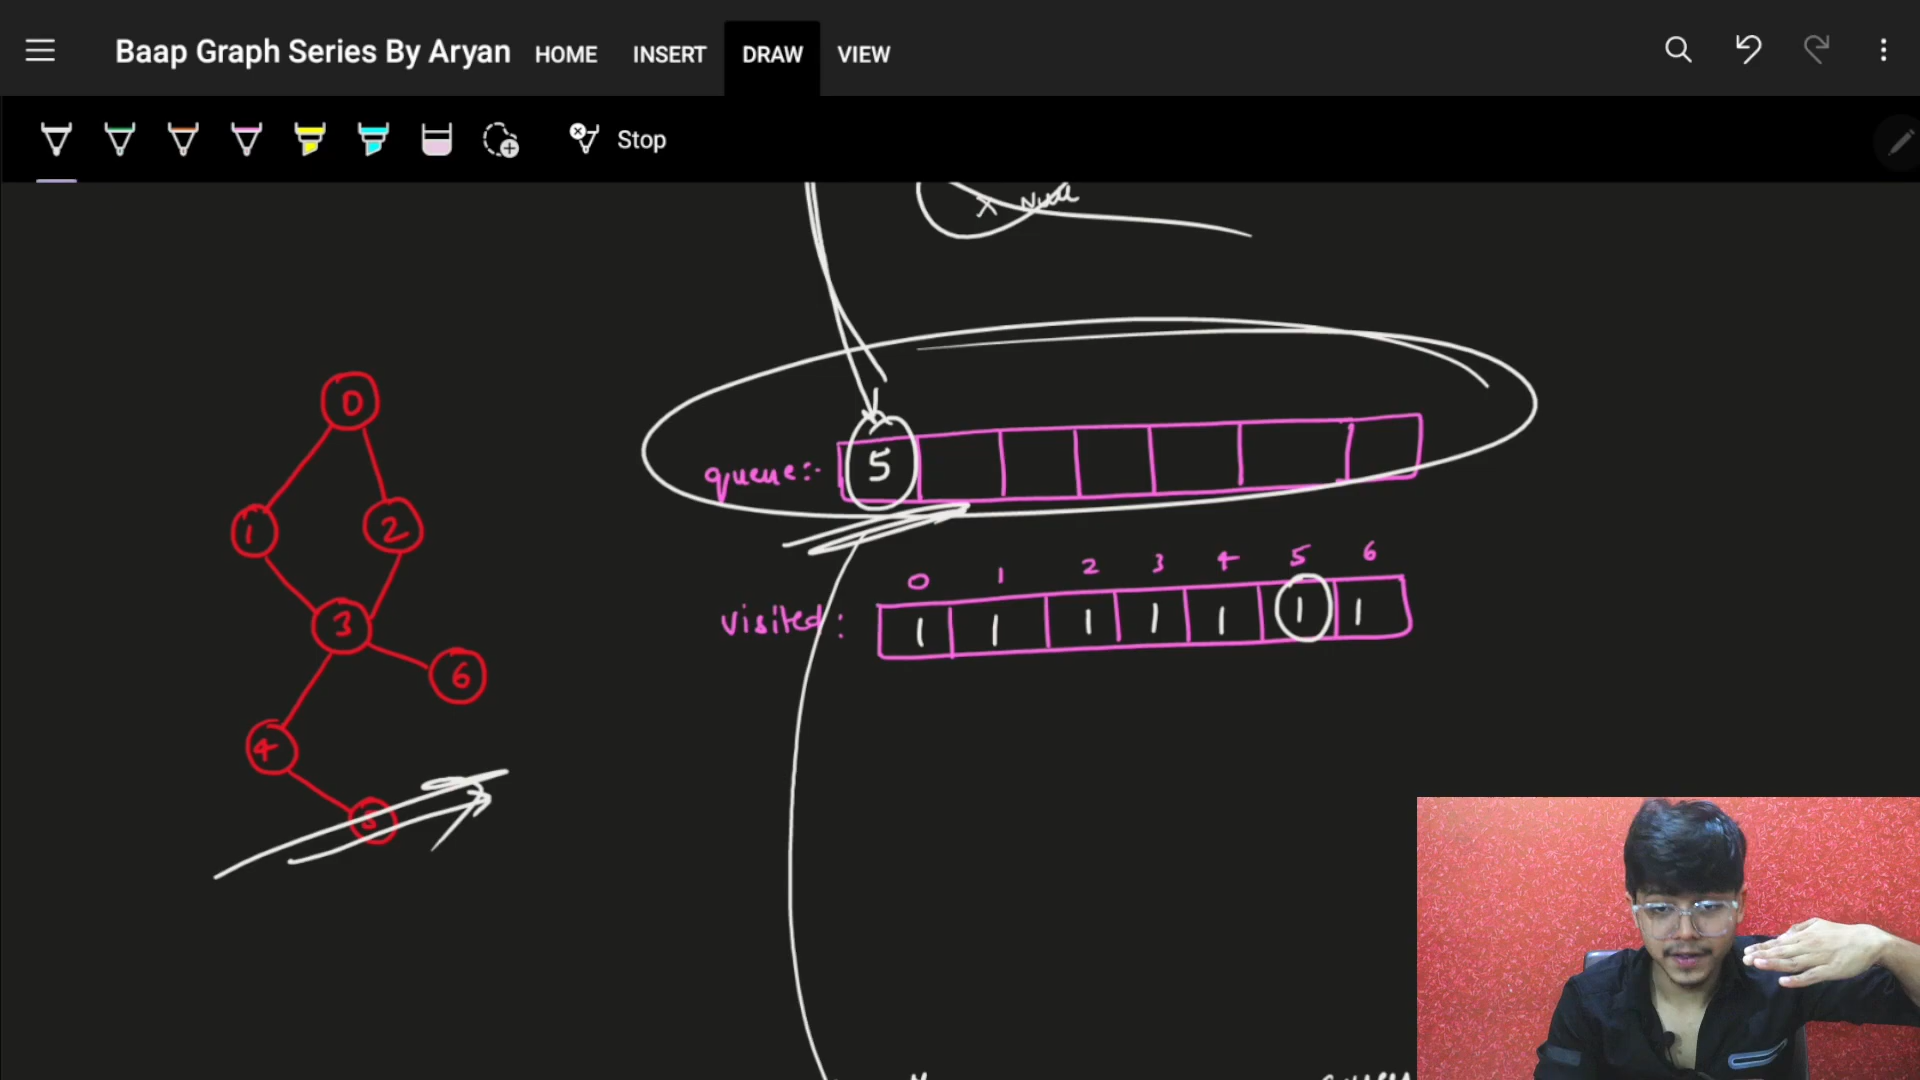 Baap Graph Series By Aryan HOME INSERT DRAW VIEW
Stop
x Node
0
queue:- 5
1 2
0 1 2 3 4 5 6
visited: 1 1 1 1 1 1 1
3
6
4
5